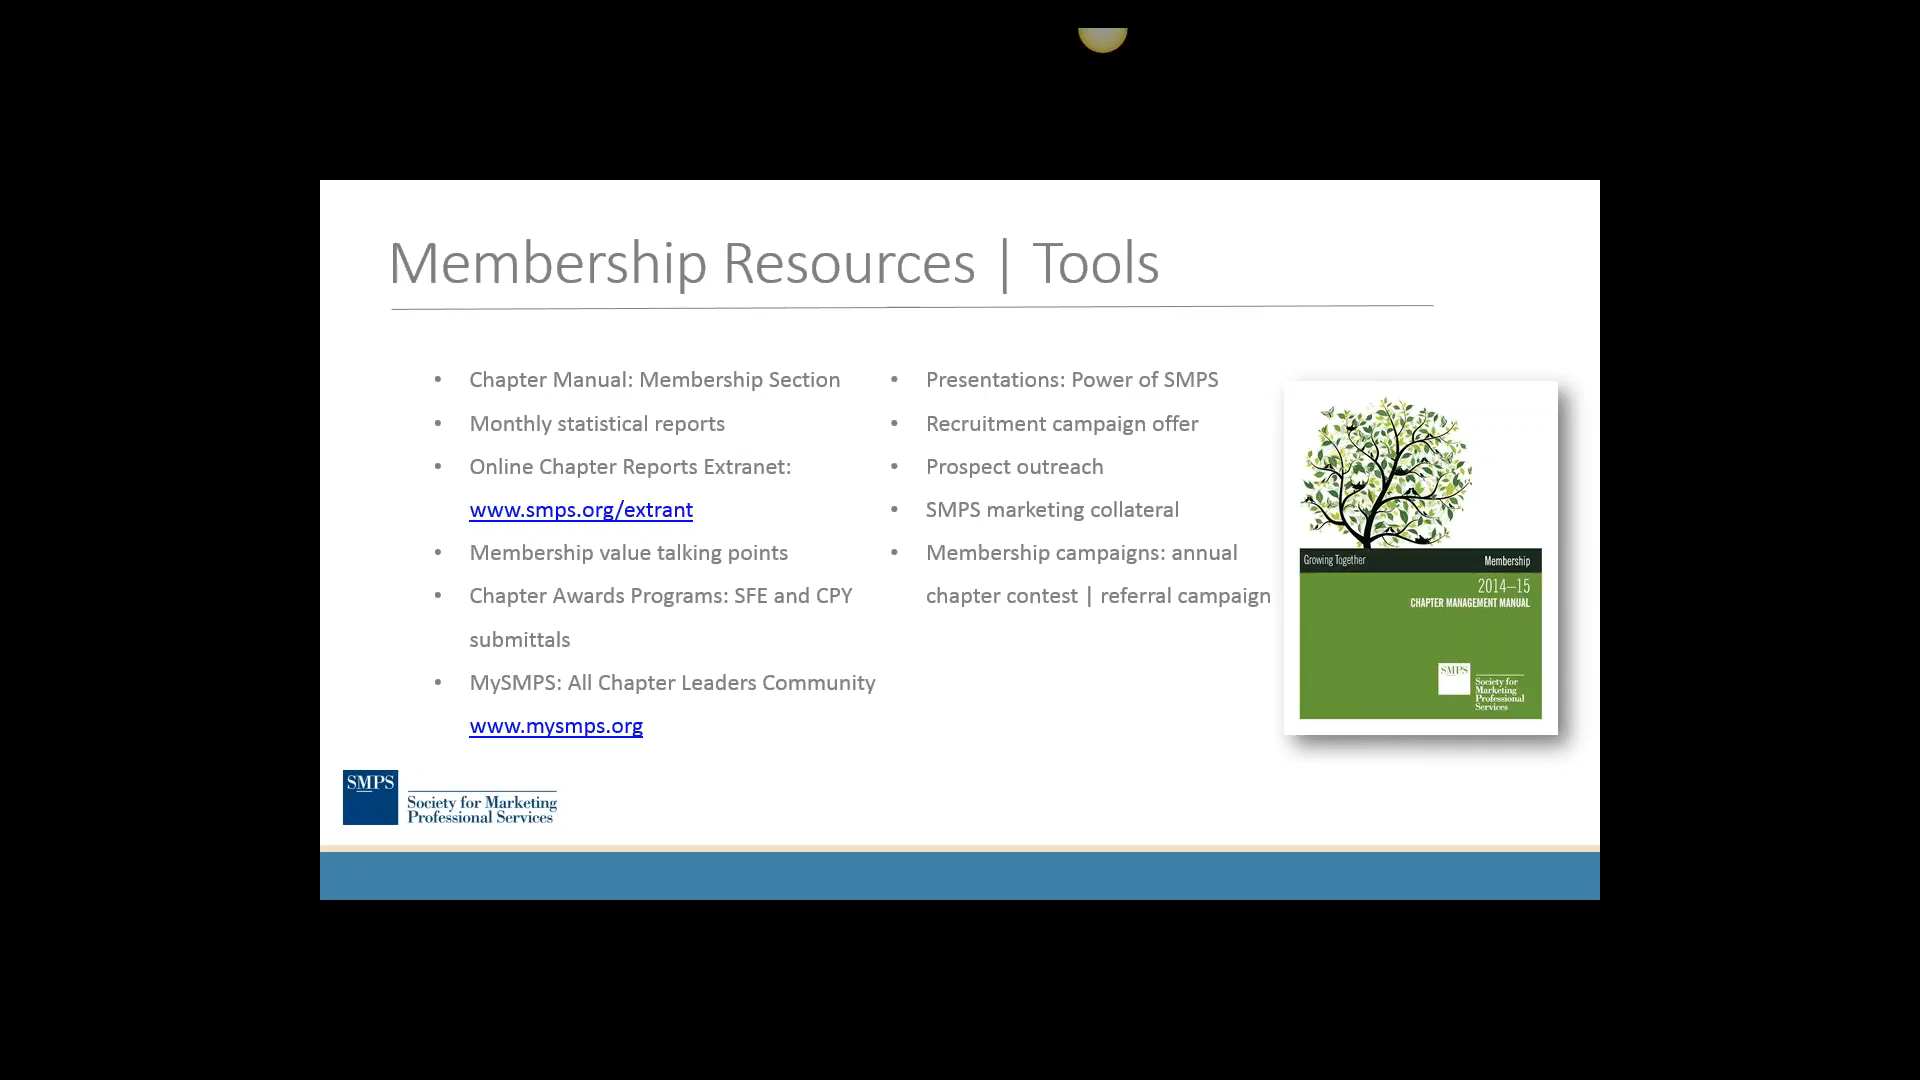 Membership Resources | Tools
• Chapter Manual: Membership Section
• Monthly statistical reports
• Online Chapter Reports Extranet:
www.smps.org/extrant
• Membership value talking points
• Chapter Awards Programs: SFE and CPY
submittals
• MySMPS: All Chapter Leaders Community
www.mysmps.org
• Presentations: Power of SMPS
• Recruitment campaign offer
• Prospect outreach
• SMPS marketing collateral
• Membership campaigns: annual
chapter contest | referral campaign
Growing Together
Membership
2014–15
CHAPTER MANAGEMENT MANUAL
SMPS
Society for
Marketing
Professional
Services
SMPS
Society for Marketing
Professional Services